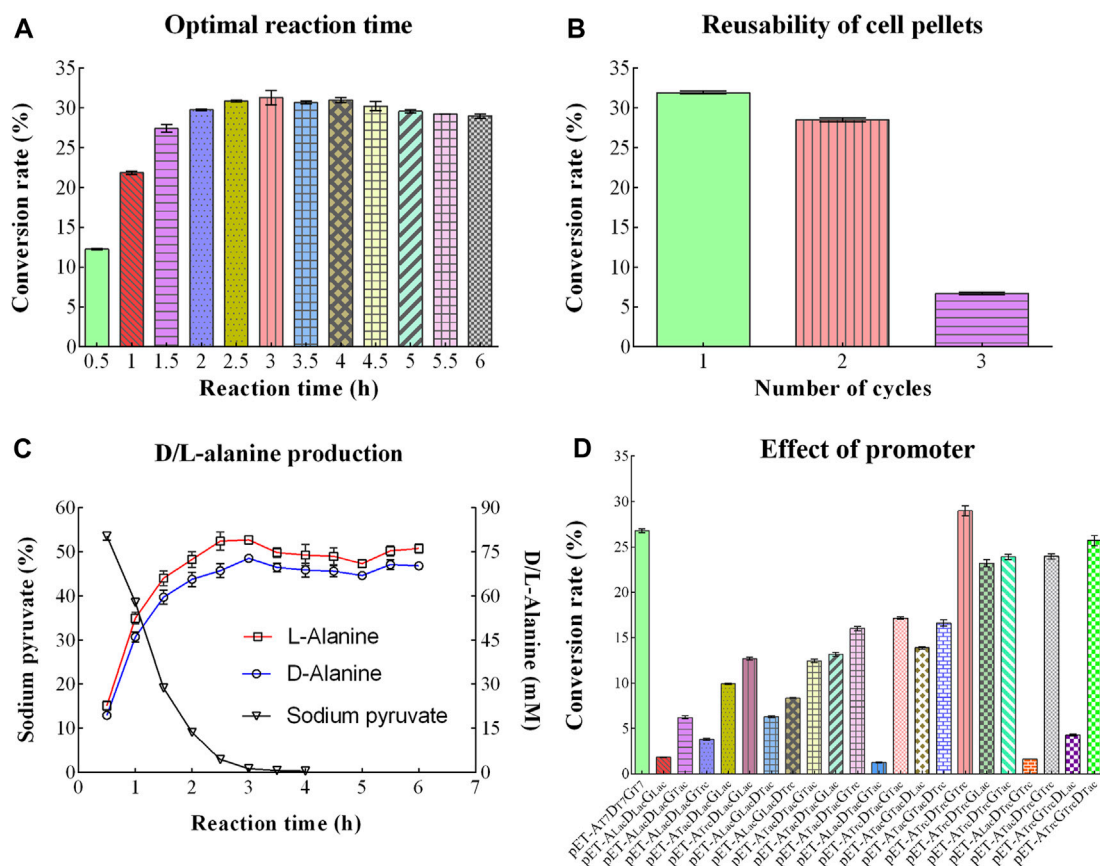 A
Optimal reaction time
Conversion rate (%)
35
30
25
20
15
10
5
0
0.5 1 1.5 2 2.5 3 3.5 4 4.5 5 5.5 6
Reaction time (h)
B
Reusability of cell pellets
Conversion rate (%)
35
30
25
20
15
10
5
0
1 2 3
Number of cycles
C
D/L-alanine production
Sodium pyruvate (%)
60
50
40
30
20
10
0
L-Alanine
D-Alanine
Sodium pyruvate
90
75
60
45
30
15
0
D/L-Alanine (mM)
0 1 2 3 4 5 6 7
Reaction time (h)
D
Effect of promoter
Conversion rate (%)
35
30
25
20
15
10
5
0
pET-AT7/DT7/GT7
pET-ALacDLacGLac
pET-ALacDLacGTac
pET-ALacDLacGTrc
pET-ATacDLacGLac
pET-ATrcDLacGLac
pET-ALacGLacDTac
pET-ALacGLacDTrc
pET-ATacDTacGTac
pET-ATacDTacGLac
pET-ATacDTacGTrc
pET-ALacDTacGTac
pET-ATrcDTacGTac
pET-ATacGTacDLac
pET-ATacGTacDTrc
pET-ATrcDTrcGTrc
pET-ATrcDTrcGLac
pET-ATrcDTrcGTac
pET-ALacDTrcGTrc
pET-ATacDTrcGTrc
pET-ATrcGTrcDLac
pET-ATrcGTrcDTac